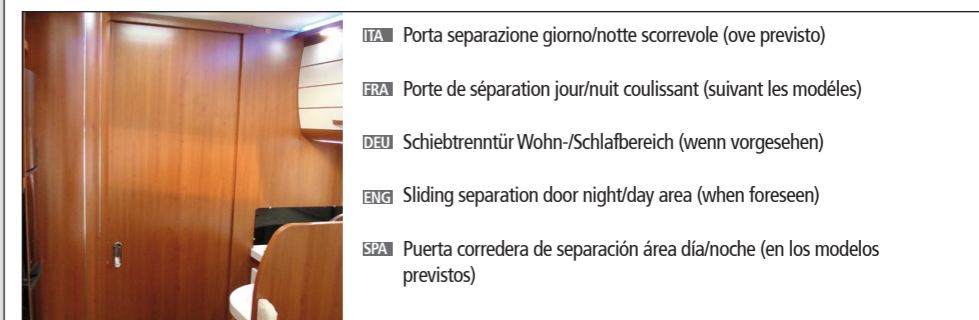 ITA Porta separazione giorno/notte scorrevole (ove previsto)
FRA Porte de séparation jour/nuit coulissant (suivant les modéles)
DEU Schiebtrenntür Wohn-/Schlafbereich (wenn vorgesehen)
ENG Sliding separation door night/day area (when foreseen)
SPA Puerta corredera de separación área día/noche (en los modelos
previstos)